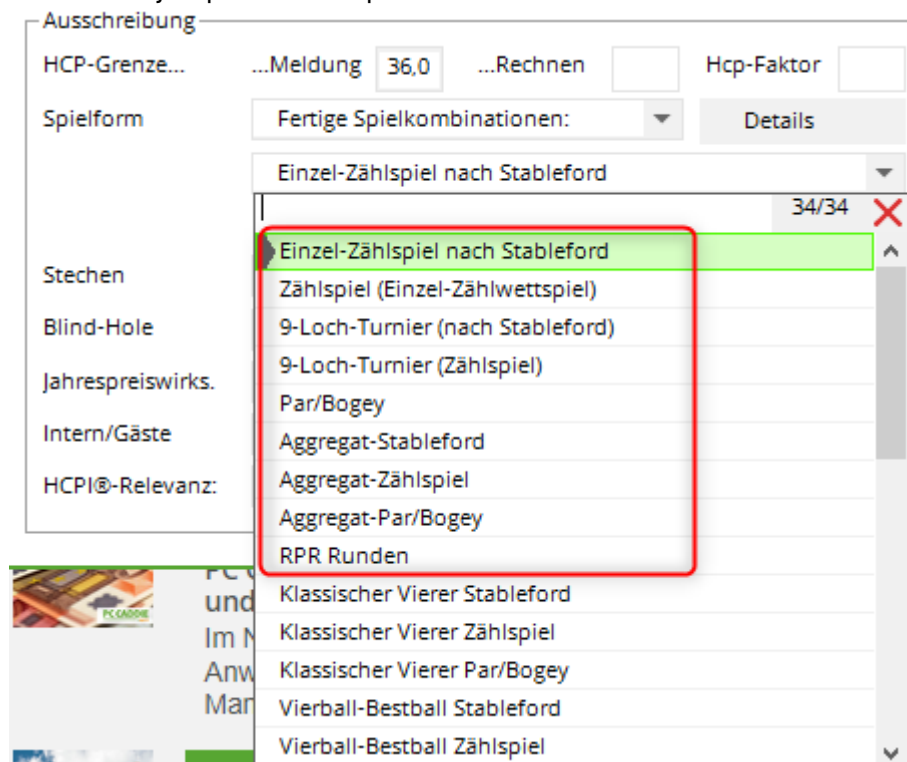 Ausschreibung
HCP-Grenze... ...Meldung 36,0 ...Rechnen Hcp-Faktor
Spielform Fertige Spielkombinationen: Details
Einzel-Zählspiel nach Stableford
34/34
Einzel-Zählspiel nach Stableford
Stechen
Zählspiel (Einzel-Zählwettspiel)
Blind-Hole
9-Loch-Turnier (nach Stableford)
9-Loch-Turnier (Zählspiel)
Jahrespreiswirks.
Par/Bogey
Intern/Gäste
Aggregat-Stableford
Aggregat-Zählspiel
HCPI®-Relevanz:
Aggregat-Par/Bogey
RPR Runden
PC CADDIE
und
Klassischer Vierer Stableford
Im
Klassischer Vierer Zählspiel
Klassischer Vierer Par/Bogey
Vierball-Bestball Stableford
Vierball-Bestball Zählspiel